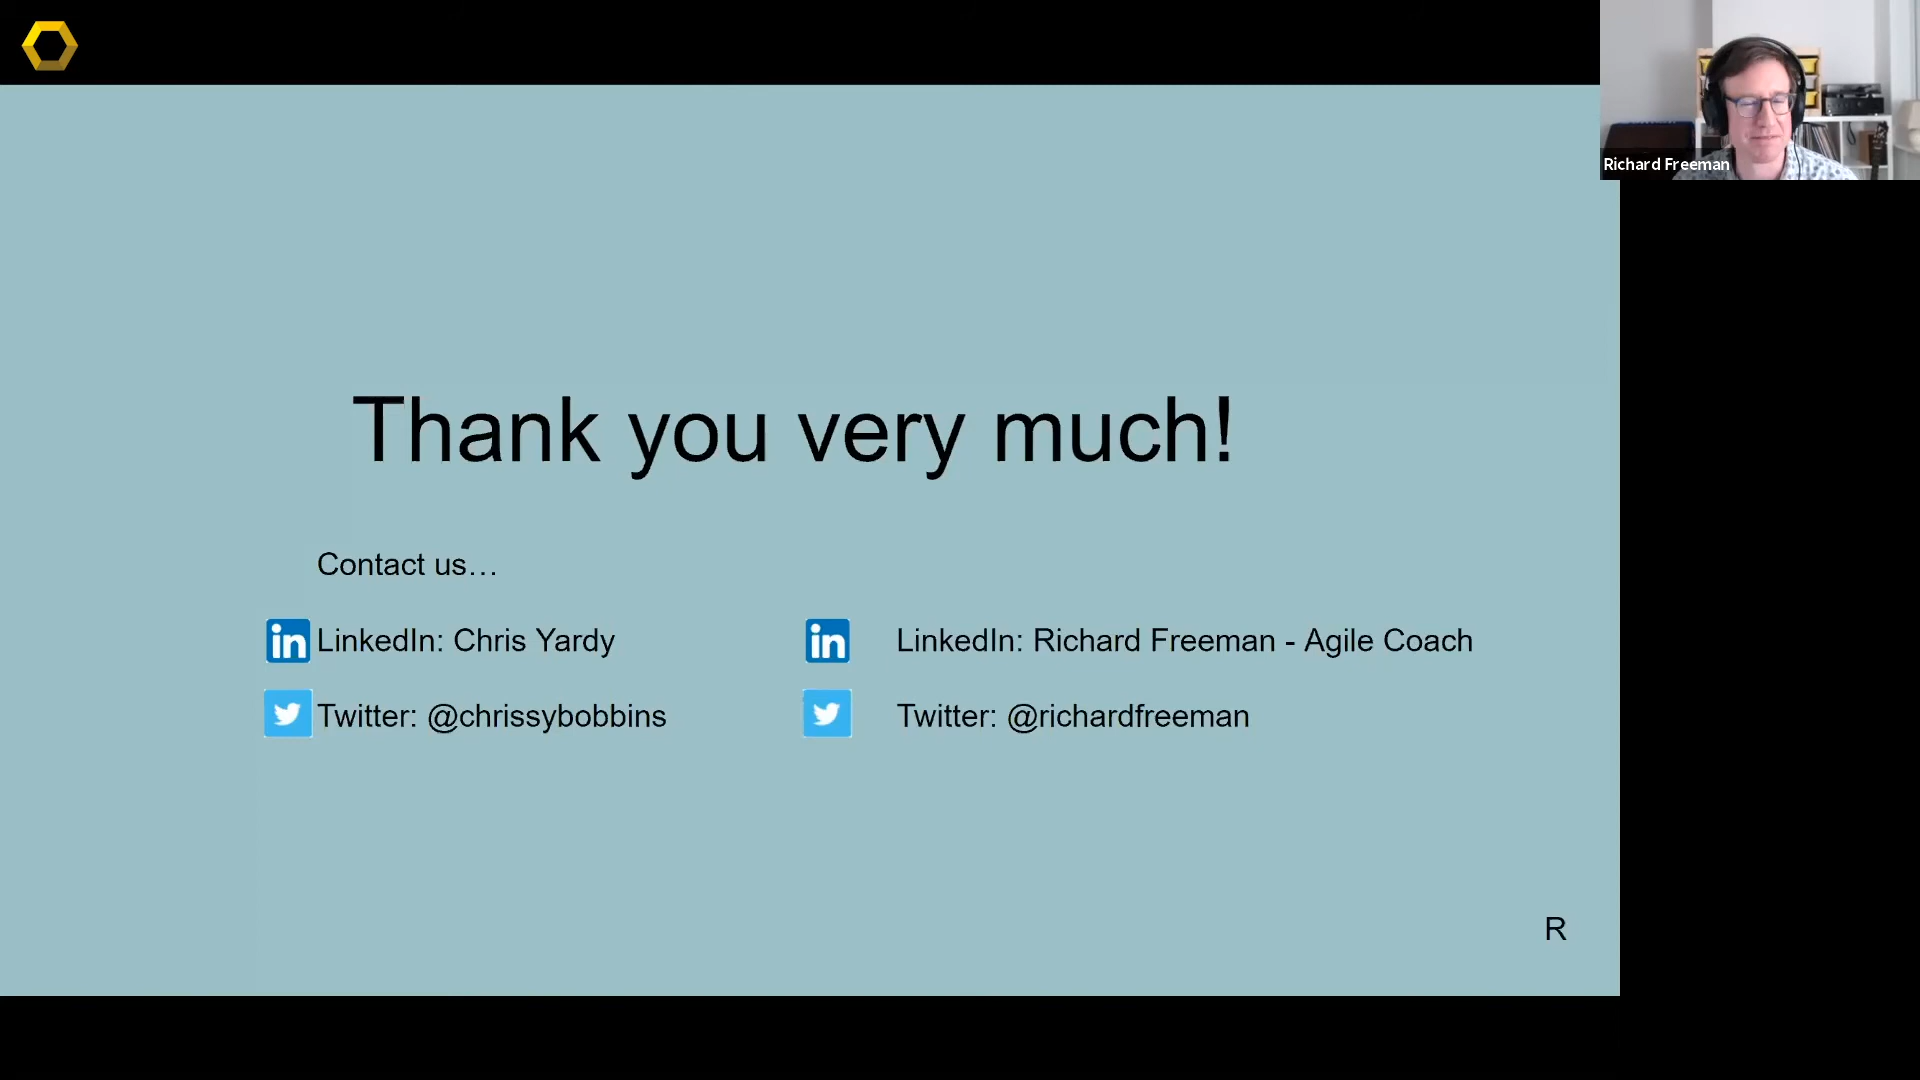 Richard Freeman
Thank you very much!
Contact us…
in LinkedIn: Chris Yardy
in LinkedIn: Richard Freeman - Agile Coach
Twitter: @chrissybobbins
Twitter: @richardfreeman
R